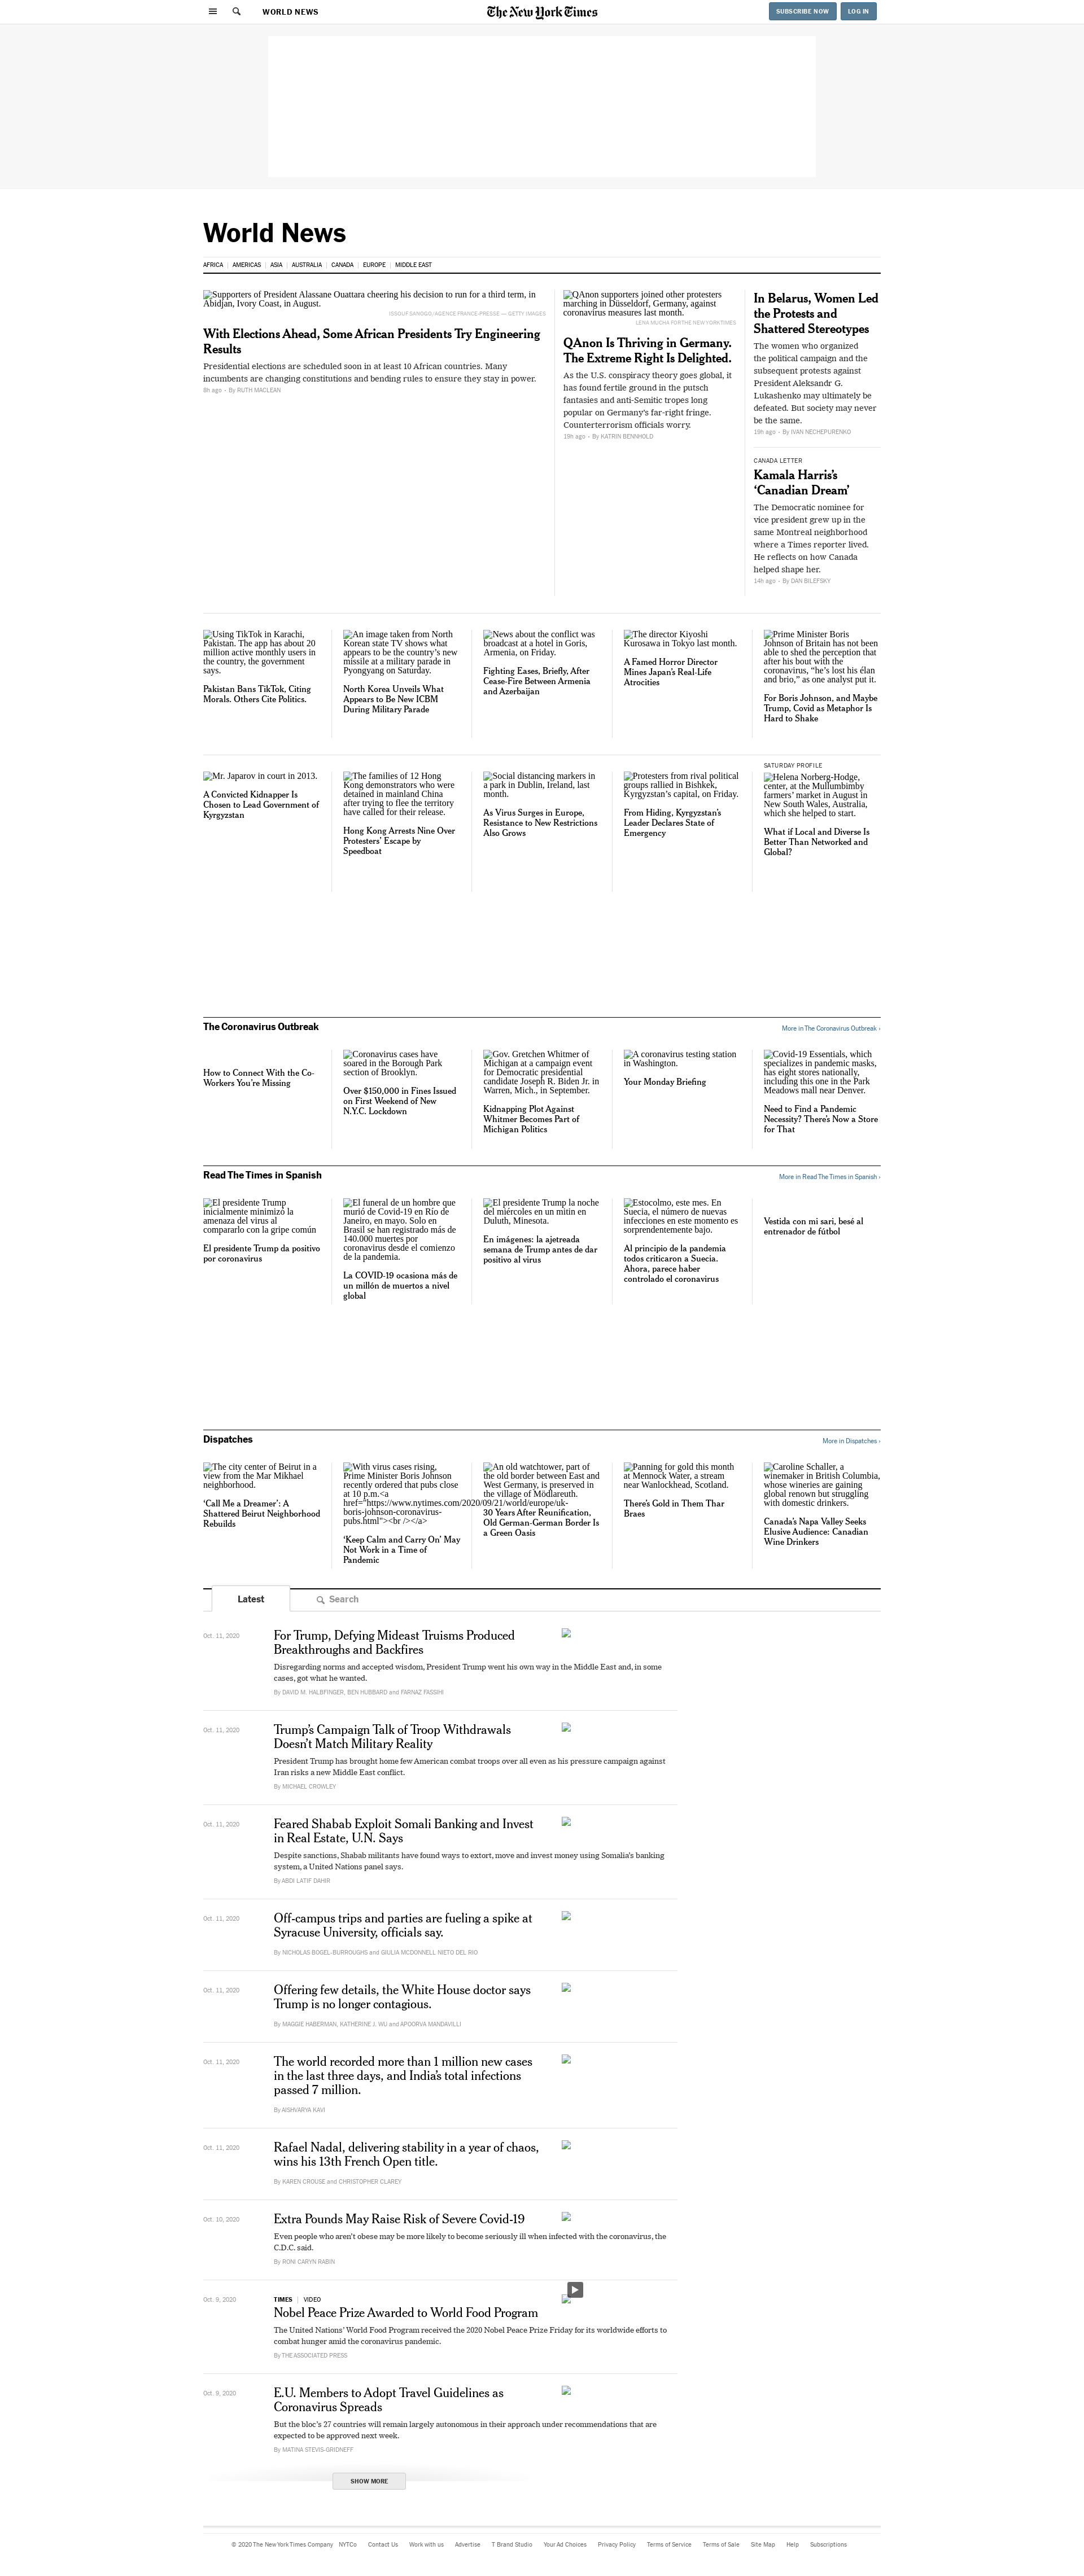 WORLD NEWS
The New York Times
SUBSCRIBE NOW
LOG IN
World News
AFRICA
AMERICAS
ASIA
AUSTRALIA
CANADA
EUROPE
MIDDLE EAST
Supporters of President Alassane Ouattara cheering his decision to run for a third term, in
Abidjan, Ivory Coast, in August.
ISSOUF SANOGO/AGENCE FRANCE-PRESSE — GETTY IMAGES
With Elections Ahead, Some African Presidents Try Engineering
Results
Presidential elections are scheduled soon in at least 10 African countries. Many
incumbents are changing constitutions and bending rules to ensure they stay in power.
8h ago – By RUTH MACLEAN
QAnon supporters joined other protesters
marching in Düsseldorf, Germany, against
coronavirus measures last month.
LENA MUCHA FOR THE NEW YORK TIMES
QAnon Is Thriving in Germany.
The Extreme Right Is Delighted.
As the U.S. conspiracy theory goes global, it
has found fertile ground in the putsch
fantasies and anti-Semitic tropes long
popular on Germany's far-right fringe.
Counterterrorism officials worry.
19h ago – By KATRIN BENNHOLD
In Belarus, Women Led
the Protests and
Shattered Stereotypes
The women who organized
the political campaign and the
subsequent protests against
President Aleksandr G.
Lukashenko may ultimately be
defeated. But society may never
be the same.
19h ago – By IVAN NECHEPURENKO
CANADA LETTER
Kamala Harris's
‘Canadian Dream’
The Democratic nominee for
vice president grew up in the
same Montreal neighborhood
where a Times reporter lived.
He reflects on how Canada
helped shape her.
14h ago – By DAN BILEFSKY
Using TikTok in Karachi,
Pakistan. The app has about 20
million active monthly users in
the country, the government
says.
Pakistan Bans TikTok, Citing
Morals. Others Cite Politics.
An image taken from North
Korean state TV shows what
appears to be the country's new
missile at a military parade in
Pyongyang on Saturday.
North Korea Unveils What
Appears to Be New ICBM
During Military Parade
News about the conflict was
broadcast at a hotel in Goris,
Armenia, on Friday.
Fighting Eases, Briefly, After
Cease-Fire Between Armenia
and Azerbaijan
The director Kiyoshi
Kurosawa in Tokyo last month.
A Famed Horror Director
Mines Japan's Real-Life
Atrocities
Prime Minister Boris
Johnson of Britain has not been
able to shed the perception that
after his bout with the
coronavirus, “he’s lost his élan
and brio,” as one analyst put it.
For Boris Johnson, and Maybe
Trump, Covid as Metaphor Is
Hard to Shake
Mr. Japarov in court in 2013.
A Convicted Kidnapper Is
Chosen to Lead Government of
Kyrgyzstan
The families of 12 Hong
Kong demonstrators who were
detained in mainland China
after trying to flee the territory
have called for their release.
Hong Kong Arrests Nine Over
Protesters’ Escape by
Speedboat
Social distancing markers in
a park in Dublin, Ireland, last
month.
As Virus Surges in Europe,
Resistance to New Restrictions
Also Grows
Protesters from rival political
groups rallied in Bishkek,
Kyrgyzstan’s capital, on Friday.
From Hiding, Kyrgyzstan’s
Leader Declares State of
Emergency
SATURDAY PROFILE
Helena Norberg-Hodge,
center, at the Mullumbimby
farmers’ market in August in
New South Wales, Australia,
which she helped to start.
What if Local and Diverse Is
Better Than Networked and
Global?
The Coronavirus Outbreak
More in The Coronavirus Outbreak ›
How to Connect With the Co-
Workers You’re Missing
Coronavirus cases have
soared in the Borough Park
section of Brooklyn.
Over $150,000 in Fines Issued
on First Weekend of New
N.Y.C. Lockdown
Gov. Gretchen Whitmer of
Michigan at a campaign event
for Democratic presidential
candidate Joseph R. Biden Jr. in
Warren, Mich., in September.
Kidnapping Plot Against
Whitmer Becomes Part of
Michigan Politics
A coronavirus testing station
in Washington.
Your Monday Briefing
Covid-19 Essentials, which
specializes in pandemic masks,
has eight stores nationally,
including this one in the Park
Meadows mall near Denver.
Need to Find a Pandemic
Necessity? There’s Now a Store
for That
Read The Times in Spanish
More in Read The Times in Spanish ›
El presidente Trump
inicialmente minimizó la
amenaza del virus al
compararlo con la gripe común
El presidente Trump da positivo
por coronavirus
El funeral de un hombre que
murió de Covid-19 en Río de
Janeiro, en mayo. Solo en
Brasil se han registrado más de
140.000 muertes por
coronavirus desde el comienzo
de la pandemia.
La COVID-19 ocasiona más de
un millón de muertos a nivel
global
El presidente Trump la noche
del miércoles en un mitin en
Duluth, Minesota.
En imágenes: la ajetreada
semana de Trump antes de dar
positivo al virus
Estocolmo, este mes. En
Suecia, el número de nuevas
infecciones en este momento es
sorprendentemente bajo.
Al principio de la pandemia
todos criticaron a Suecia.
Ahora, parece haber
controlado el coronavirus
Vestida con mi sari, besé al
entrenador de fútbol
Dispatches
More in Dispatches ›
The city center of Beirut in a
view from the Mar Mikhael
neighborhood.
‘Call Me a Dreamer’: A
Shattered Beirut Neighborhood
Rebuilds
With virus cases rising,
Prime Minister Boris Johnson
recently ordered that pubs close
at 10 p.m.<a
href="https://www.nytimes.com/2020/09/21/world/europe/uk-
boris-johnson-coronavirus-
pubs.html"><br /></a>
‘Keep Calm and Carry On’ May
Not Work in a Time of
Pandemic
An old watchtower, part of
the old border between East and
West Germany, is preserved in
the village of Mödlareuth.
30 Years After Reunification,
Old German-German Border Is
a Green Oasis
Panning for gold this month
at Mennock Water, a stream
near Wanlockhead, Scotland.
There’s Gold in Them Thar
Braes
Caroline Schaller, a
winemaker in British Columbia,
whose wineries are gaining
global renown but struggling
with domestic drinkers.
Canada’s Napa Valley Seeks
Elusive Audience: Canadian
Wine Drinkers
Latest
Search
Oct. 11, 2020
For Trump, Defying Mideast Truisms Produced
Breakthroughs and Backfires
Disregarding norms and accepted wisdom, President Trump went his own way in the Middle East and, in some
cases, got what he wanted.
By DAVID M. HALBFINGER, BEN HUBBARD and FARNAZ FASSIHI
Oct. 11, 2020
Trump’s Campaign Talk of Troop Withdrawals
Doesn’t Match Military Reality
President Trump has brought home few American combat troops over all even as his pressure campaign against
Iran risks a new Middle East conflict.
By MICHAEL CROWLEY
Oct. 11, 2020
Feared Shabab Exploit Somali Banking and Invest
in Real Estate, U.N. Says
Despite sanctions, Shabab militants have found ways to extort, move and invest money using Somalia’s banking
system, a United Nations panel says.
By ABDI LATIF DAHIR
Oct. 11, 2020
Off-campus trips and parties are fueling a spike at
Syracuse University, officials say.
By NICHOLAS BOGEL-BURROUGHS and GIULIA MCDONNELL NIETO DEL RIO
Oct. 11, 2020
Offering few details, the White House doctor says
Trump is no longer contagious.
By MAGGIE HABERMAN, KATHERINE J. WU and APOORVA MANDAVILLI
Oct. 11, 2020
The world recorded more than 1 million new cases
in the last three days, and India’s total infections
passed 7 million.
By AISHVARYA KAVI
Oct. 11, 2020
Rafael Nadal, delivering stability in a year of chaos,
wins his 13th French Open title.
By KAREN CROUSE and CHRISTOPHER CLAREY
Oct. 10, 2020
Extra Pounds May Raise Risk of Severe Covid-19
Even people who aren’t obese may be more likely to become seriously ill when infected with the coronavirus, the
C.D.C. said.
By RONI CARYN RABIN
Oct. 9, 2020
TIMES VIDEO
Nobel Peace Prize Awarded to World Food Program
The United Nations’ World Food Program received the 2020 Nobel Peace Prize Friday for its worldwide efforts to
combat hunger amid the coronavirus pandemic.
By THE ASSOCIATED PRESS
Oct. 9, 2020
E.U. Members to Adopt Travel Guidelines as
Coronavirus Spreads
But the bloc’s 27 countries will remain largely autonomous in their approach under recommendations that are
expected to be approved next week.
By MATINA STEVIS-GRIDNEFF
SHOW MORE
© 2020 The New York Times Company
NYTCo
Contact Us
Work with us
Advertise
T Brand Studio
Your Ad Choices
Privacy Policy
Terms of Service
Terms of Sale
Site Map
Help
Subscriptions